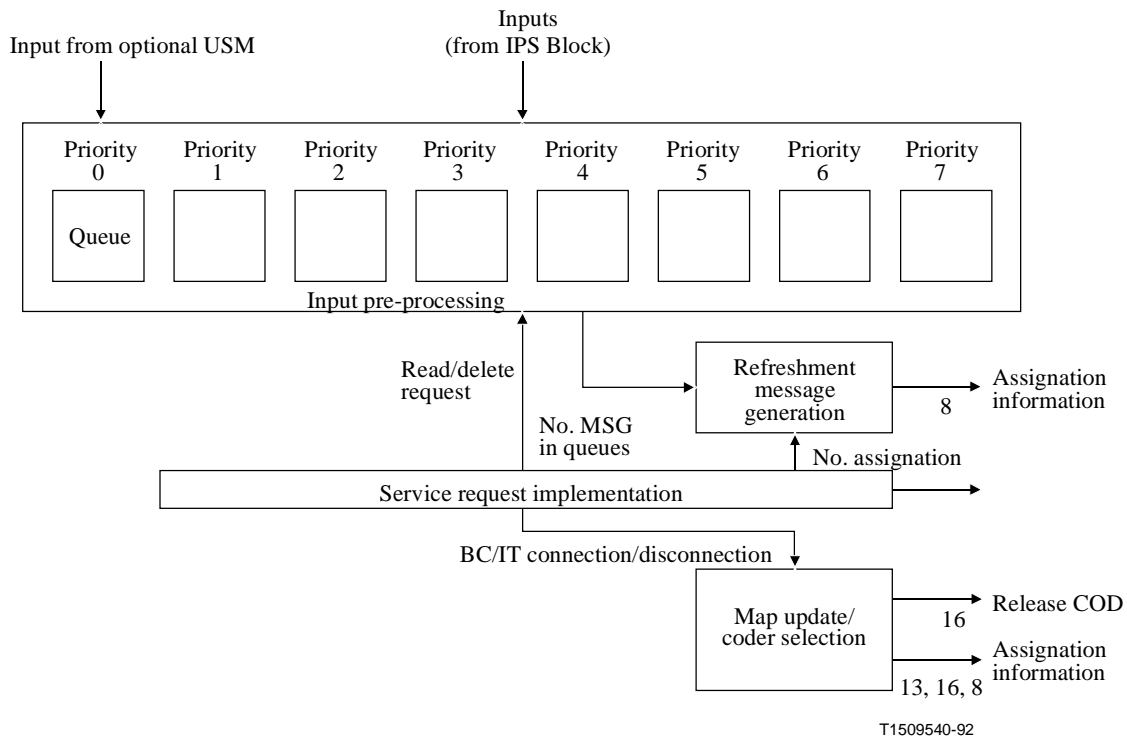 Inputs
(from IPS Block)
Input from optional USM
Priority
0
Priority
1
Priority
2
Priority
3
Priority
4
Priority
5
Priority
6
Priority
7
Queue
Input pre-processing
Read/delete
request
No. MSG
in queues
Refreshment
message
generation
8
Assignation
information
No. assignation
Service request implementation
BC/IT connection/disconnection
Map update/
coder selection
16
Release COD
Assignation
information
13, 16, 8
T1509540-92